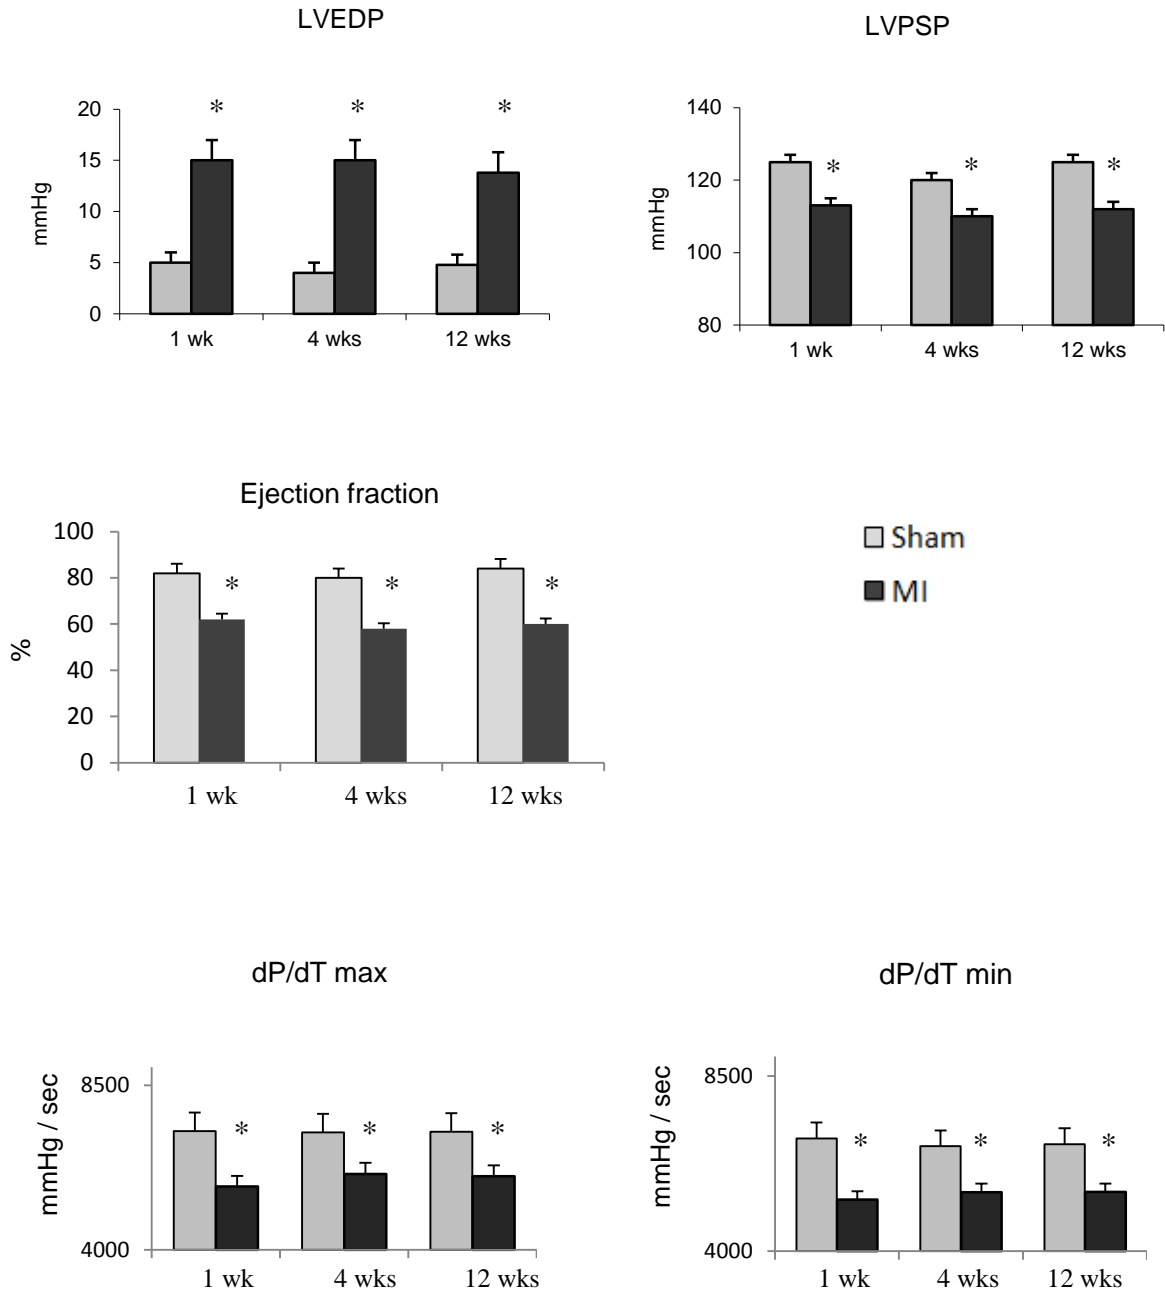 LVEDP
mmHg
20
15
10
5
0
* * *
1 wk 4 wks 12 wks
LVPSP
mmHg
140
120
100
80
* * *
1 wk 4 wks 12 wks
Ejection fraction
%
100
80
60
40
20
0
* * *
1 wk 4 wks 12 wks
Sham
MI
dP/dT max
mmHg / sec
8500
4000
* * *
1 wk 4 wks 12 wks
dP/dT min
mmHg / sec
8500
4000
* * *
1 wk 4 wks 12 wks